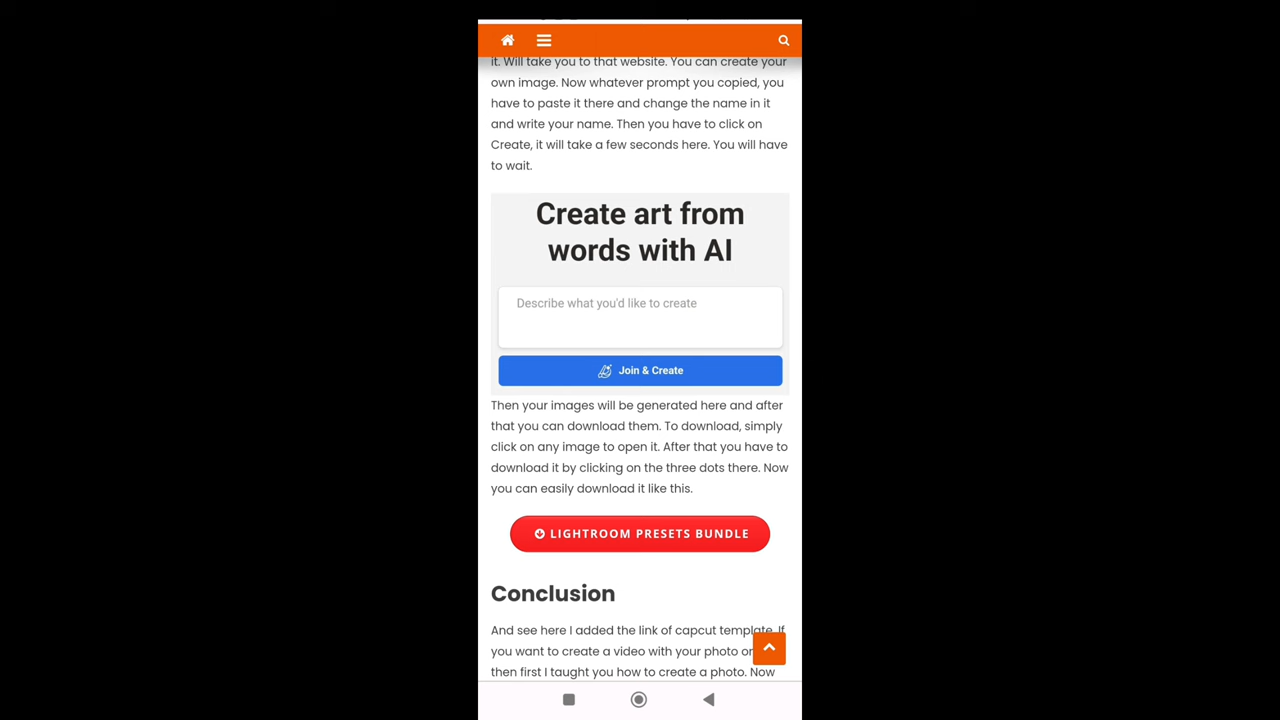 it. Will take you to that website. You can create your
own image. Now whatever prompt you copied, you
have to paste it there and change the name in it
and write your name. Then you have to click on
Create, it will take a few seconds here. You will have
to wait.
Create art from
words with AI
Describe what you'd like to create
Join & Create
Then your images will be generated here and after
that you can download them. To download, simply
click on any image to open it. After that you have to
download it by clicking on the three dots there. Now
you can easily download it like this.
LIGHTROOM PRESETS BUNDLE
Conclusion
And see here I added the link of capcut template. If
you want to create a video with your photo
then first I taught you how to create a photo. Now